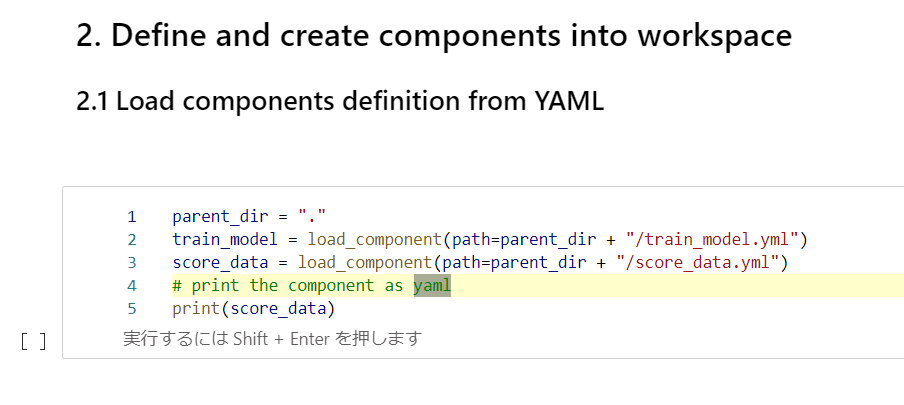 2. Define and create components into workspace
2.1 Load components definition from YAML
1 parent_dir = "."
2 train_model = load_component(path=parent_dir + "/train_model.yml")
3 score_data = load_component(path=parent_dir + "/score_data.yml")
4 # print the component as yaml
5 print(score_data)
[ ] 実行するには Shift + Enter を押します